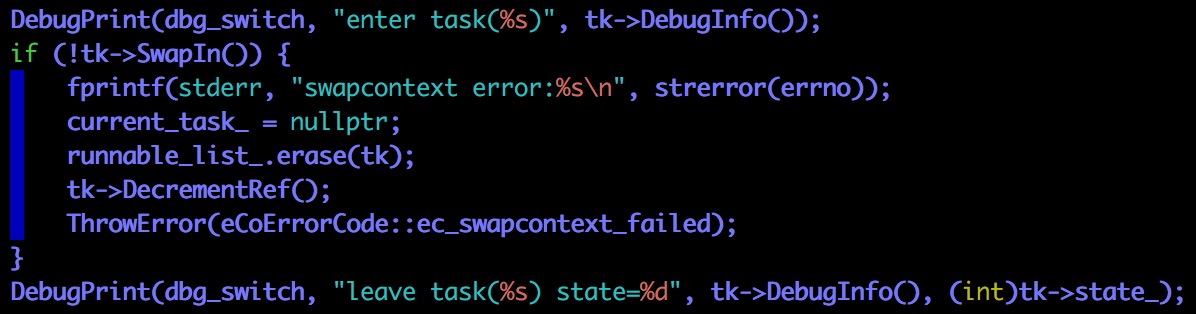 DebugPrint(dbg_switch, "enter task(%s)", tk->DebugInfo());
if (!tk->SwapIn()) {
    fprintf(stderr, "swapcontext error:%s\n", strerror(errno));
    current_task_ = nullptr;
    runnable_list_.erase(tk);
    tk->DecrementRef();
    ThrowError(eCoErrorCode::ec_swapcontext_failed);
}
DebugPrint(dbg_switch, "leave task(%s) state=%d", tk->DebugInfo(), (int)tk->state_);